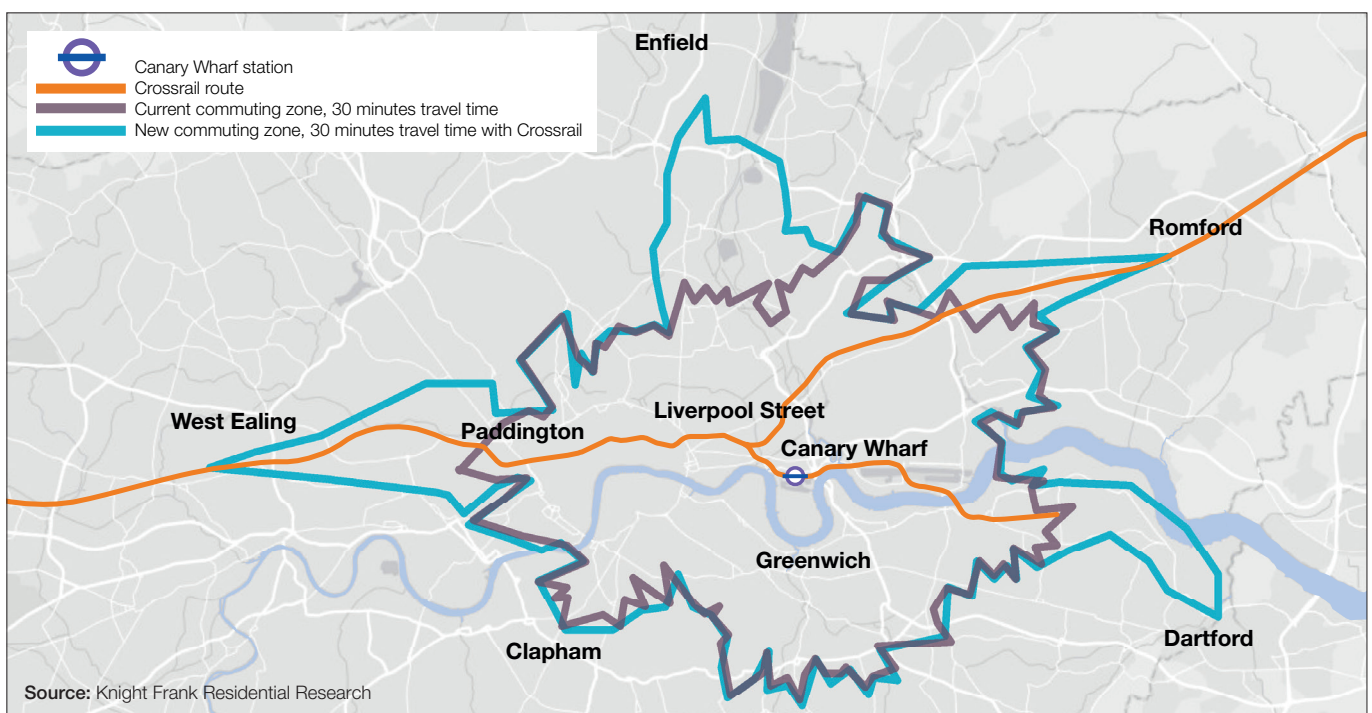 Canary Wharf station
Crossrail route
Current commuting zone, 30 minutes travel time
New commuting zone, 30 minutes travel time with Crossrail
Enfield
Romford
West Ealing
Paddington
Liverpool Street
Canary Wharf
Greenwich
Clapham
Dartford
Source: Knight Frank Residential Research